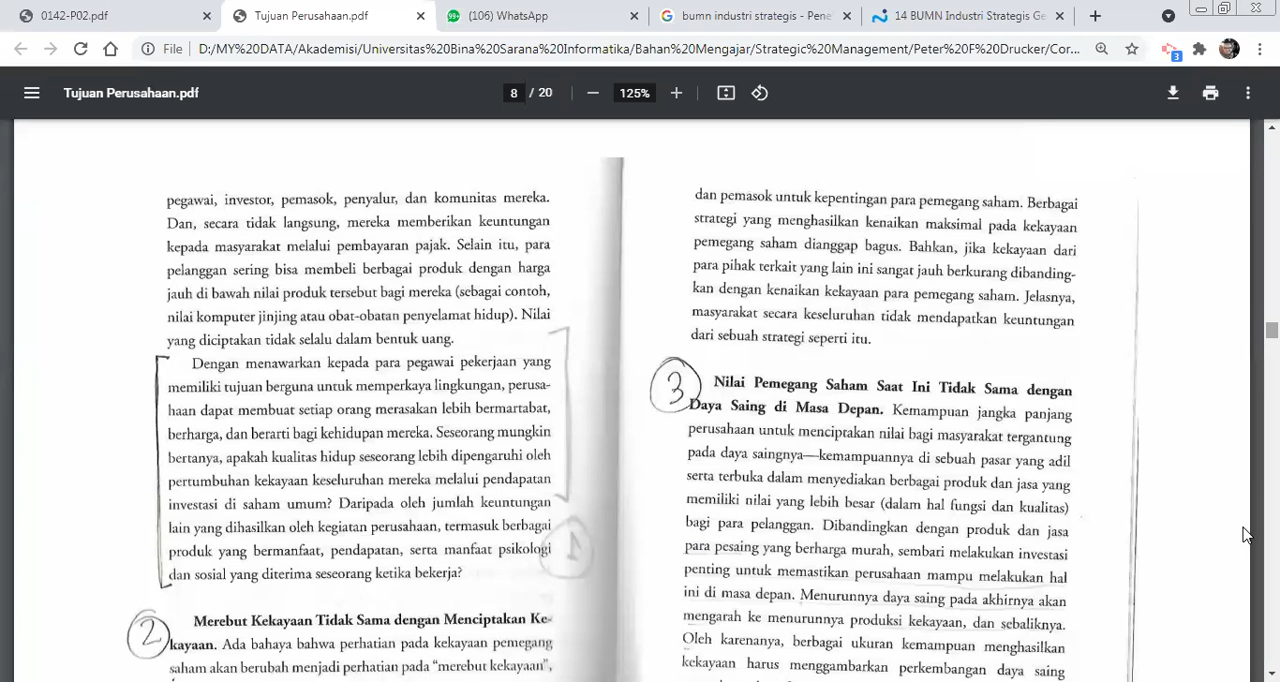 0142-P02.pdf
Tujuan Perusahaan.pdf
99+
(106) WhatsApp
bumn industri strategis - Pene
14 BUMN Industri Strategis Ge
File
D:/MY%20DATA/Akademisi/Universitas%20Bina%20Sarana%20Informatika/Bahan%20Mengajar/Strategic%20Management/Peter%20F%20Drucker/Cor...
3
Tujuan Perusahaan.pdf
8 / 20
125%
pegawai, investor, pemasok, penyalur, dan komunitas mereka.
Dan, secara tidak langsung, mereka memberikan keuntungan
kepada masyarakat melalui pembayaran pajak. Selain itu, para
pelanggan sering bisa membeli berbagai produk dengan harga
jauh di bawah nilai produk tersebut bagi mereka (sebagai contoh,
nilai komputer jinjing atau obat-obatan penyelamat hidup). Nilai
yang diciptakan tidak selalu dalam bentuk uang.
Dengan menawarkan kepada para pegawai pekerjaan yang
memiliki tujuan berguna untuk memperkaya lingkungan, perusa-
haan dapat membuat setiap orang merasakan lebih bermartabat,
berharga, dan berarti bagi kehidupan mereka. Seseorang mungkin
bertanya, apakah kualitas hidup seseorang lebih dipengaruhi oleh
pertumbuhan kekayaan keseluruhan mereka melalui pendapatan
investasi di saham umum? Daripada oleh jumlah keuntungan
lain yang dihasilkan oleh kegiatan perusahaan, termasuk berbagai
produk yang bermanfaat, pendapatan, serta manfaat psikologi
dan sosial yang diterima seseorang ketika bekerja?
1
2
Merebut Kekayaan Tidak Sama dengan Menciptakan Ke-
kayaan. Ada bahaya bahwa perhatian pada kekayaan pemegang
saham akan berubah menjadi perhatian pada “merebut kekayaan”,
dan pemasok untuk kepentingan para pemegang saham. Berbagai
strategi yang menghasilkan kenaikan maksimal pada kekayaan
pemegang saham dianggap bagus. Bahkan, jika kekayaan dari
para pihak terkait yang lain ini sangat jauh berkurang dibanding-
kan dengan kenaikan kekayaan para pemegang saham. Jelasnya,
masyarakat secara keseluruhan tidak mendapatkan keuntungan
dari sebuah strategi seperti itu.
3
Nilai Pemegang Saham Saat Ini Tidak Sama dengan
Daya Saing di Masa Depan. Kemampuan jangka panjang
perusahaan untuk menciptakan nilai bagi masyarakat tergantung
pada daya saingnya—kemampuannya di sebuah pasar yang adil
serta terbuka dalam menyediakan berbagai produk dan jasa yang
memiliki nilai yang lebih besar (dalam hal fungsi dan kualitas)
bagi para pelanggan. Dibandingkan dengan produk dan jasa
para pesaing yang berharga murah, sembari melakukan investasi
penting untuk memastikan perusahaan mampu melakukan hal
ini di masa depan. Menurunnya daya saing pada akhirnya akan
mengarah ke menurunnya produksi kekayaan, dan sebaliknya.
Oleh karenanya, berbagai ukuran kemampuan menghasilkan
kekayaan harus menggambarkan perkembangan daya saing